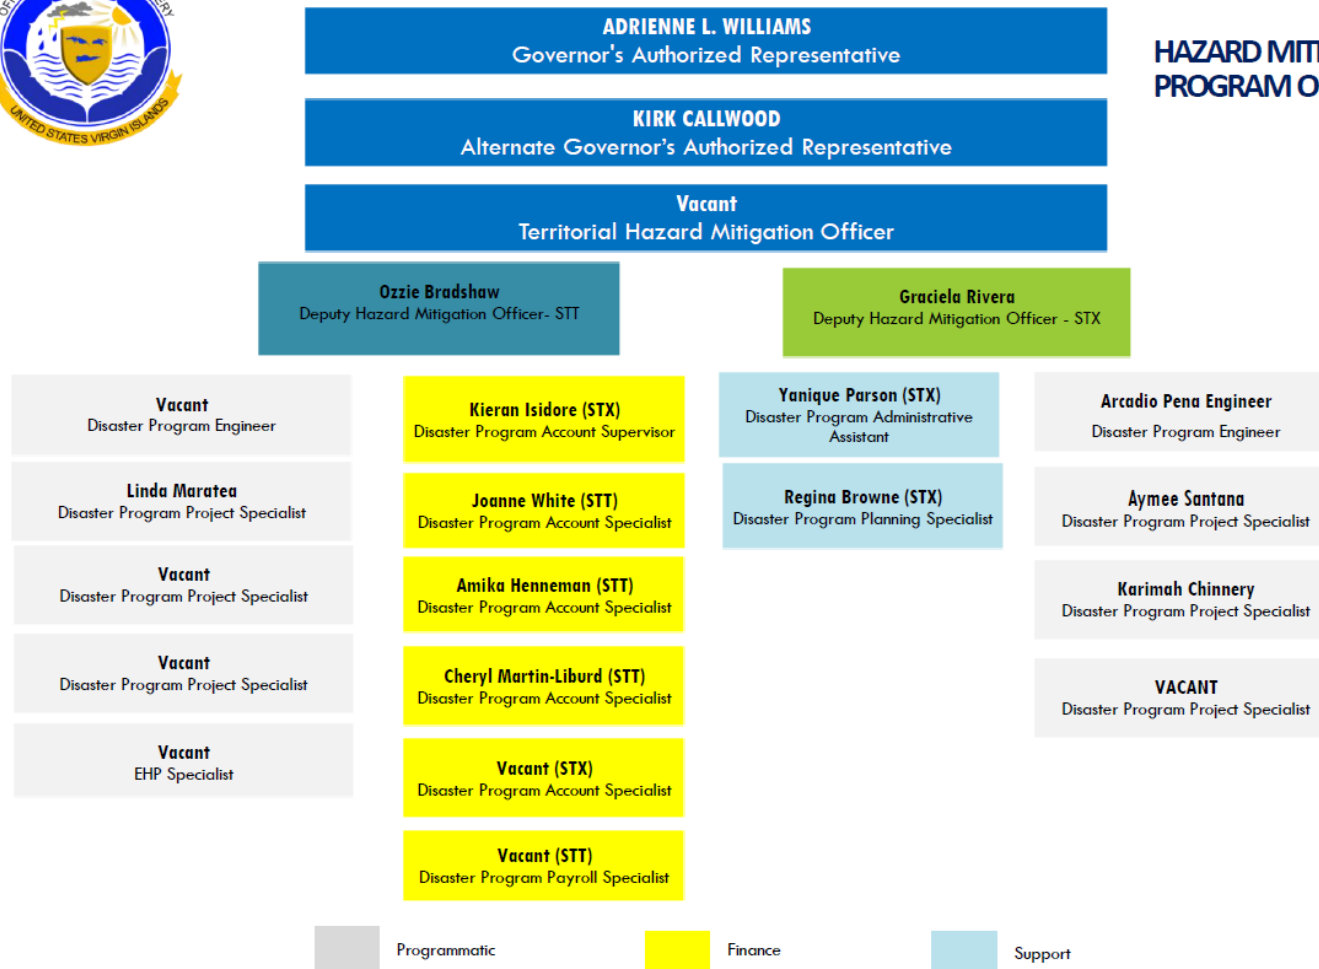 UNITED STATES VIRGIN ISLANDS
ADRIENNE L. WILLIAMS
Governor's Authorized Representative
HAZARD MITI
PROGRAM O
KIRK CALLWOOD
Alternate Governor’s Authorized Representative
Vacant
Territorial Hazard Mitigation Officer
Ozzie Bradshaw
Deputy Hazard Mitigation Officer- STT
Graciela Rivera
Deputy Hazard Mitigation Officer - STX
Vacant
Disaster Program Engineer
Linda Maratea
Disaster Program Project Specialist
Vacant
Disaster Program Project Specialist
Vacant
Disaster Program Project Specialist
Vacant
EHP Specialist
Kieran Isidore (STX)
Disaster Program Account Supervisor
Joanne White (STT)
Disaster Program Account Specialist
Amika Henneman (STT)
Disaster Program Account Specialist
Cheryl Martin-Liburd (STT)
Disaster Program Account Specialist
Vacant (STX)
Disaster Program Account Specialist
Vacant (STT)
Disaster Program Payroll Specialist
Yanique Parson (STX)
Disaster Program Administrative
Assistant
Regina Browne (STX)
Disaster Program Planning Specialist
Arcadio Pena Engineer
Disaster Program Engineer
Aymee Santana
Disaster Program Project Specialist
Karimah Chinnery
Disaster Program Project Specialist
VACANT
Disaster Program Project Specialist
Programmatic
Finance
Support